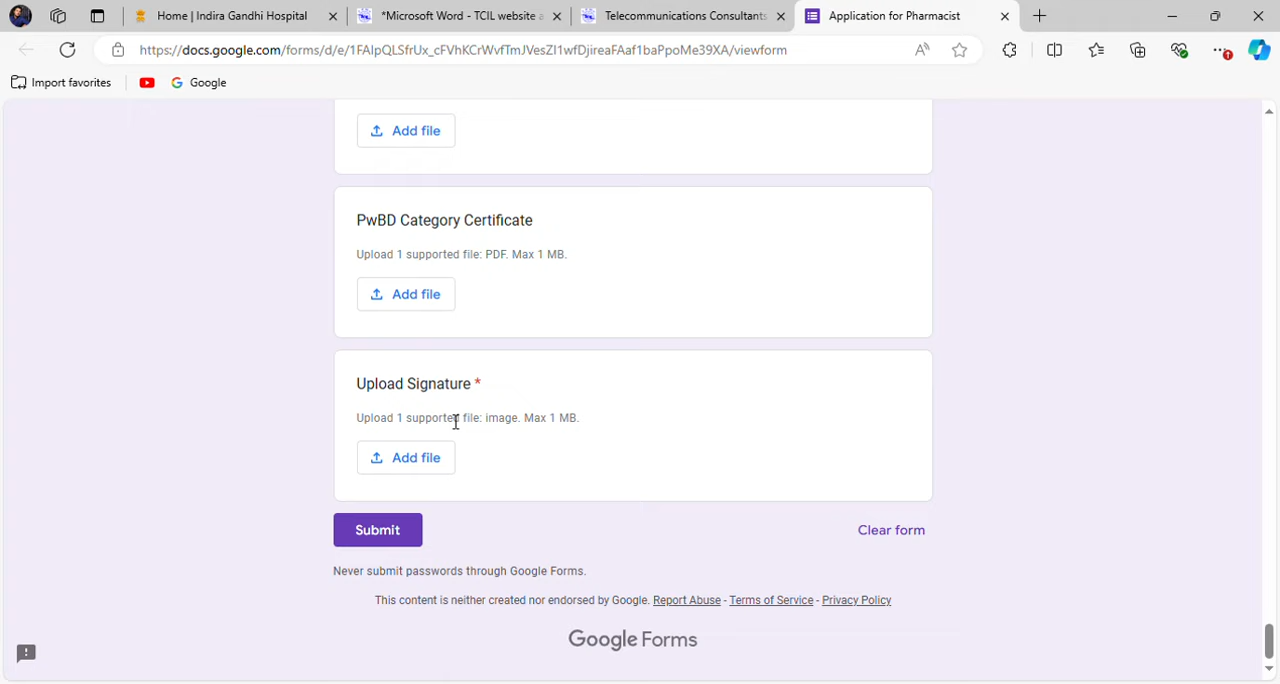 Home | Indira Gandhi Hospital
*Microsoft Word - TCIL website a
Telecommunications Consultants
Application for Pharmacist
https://docs.google.com/forms/d/e/1FAIpQLSfrUx_cFVhKCrWvfTmJVesZI1wfDjireaFAaf1baPpoMe39XA/viewform
Import favorites
Google
Add file
PwBD Category Certificate
Upload 1 supported file: PDF. Max 1 MB.
Add file
Upload Signature *
Upload 1 supported file: image. Max 1 MB.
Add file
Submit
Clear form
Never submit passwords through Google Forms.
This content is neither created nor endorsed by Google. Report Abuse - Terms of Service - Privacy Policy
Google Forms